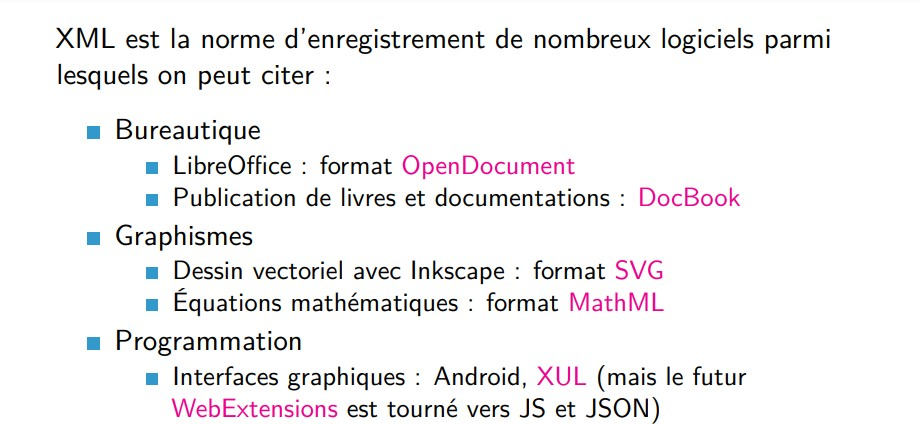 XML est la norme d'enregistrement de nombreux logiciels parmi
lesquels on peut citer :
Bureautique
LibreOffice : format OpenDocument
Publication de livres et documentations : DocBook
Graphismes
Dessin vectoriel avec Inkscape : format SVG
Équations mathématiques : format MathML
Programmation
Interfaces graphiques : Android, XUL (mais le futur
WebExtensions est tourné vers JS et JSON)